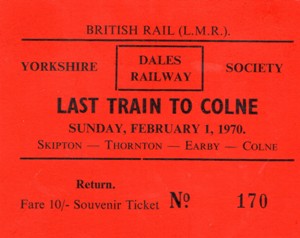 BRITISH RAIL (L.M.R.).
YORKSHIRE DALES RAILWAY SOCIETY
LAST TRAIN TO COLNE
SUNDAY, FEBRUARY 1, 1970.
SKIPTON — THORNTON — EARBY — COLNE
Return.
Fare 10/- Souvenir Ticket No 170